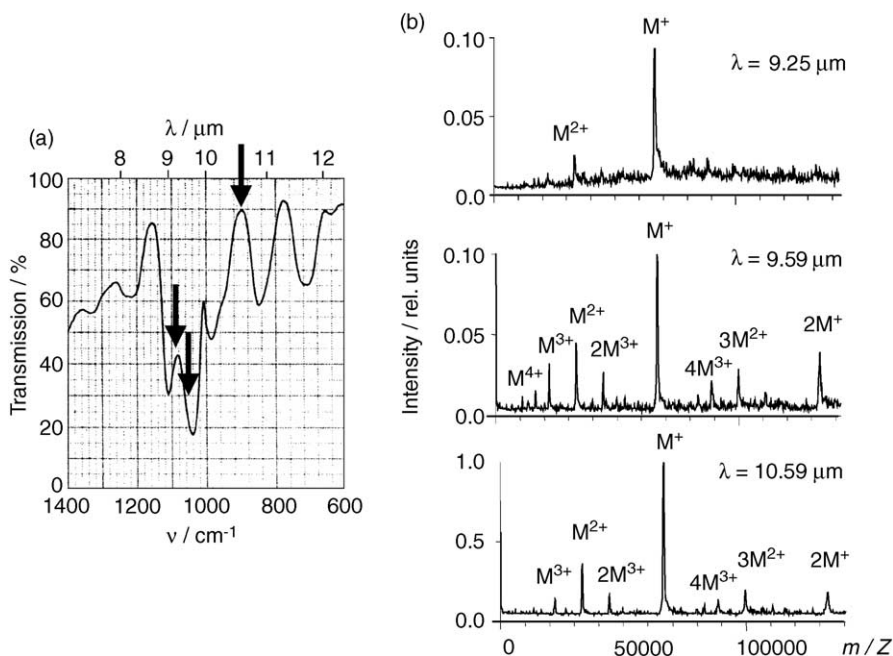 (a)
λ / μm
8 9 10 11 12
100
80
60
40
20
0
Transmission / %
1400 1200 1000 800 600
ν / cm⁻¹
(b)
M⁺
0.10
λ = 9.25 μm
M²⁺
0.05
0.0
M⁺
0.10
λ = 9.59 μm
M²⁺
3M²⁺
2M⁺
M³⁺
0.05
2M³⁺
4M³⁺
M⁴⁺
0.0
Intensity / rel. units
M⁺
1.0
λ = 10.59 μm
M²⁺
0.5
3M²⁺
2M⁺
M³⁺
2M³⁺
4M³⁺
0.0
0 50000 100000 m / Z